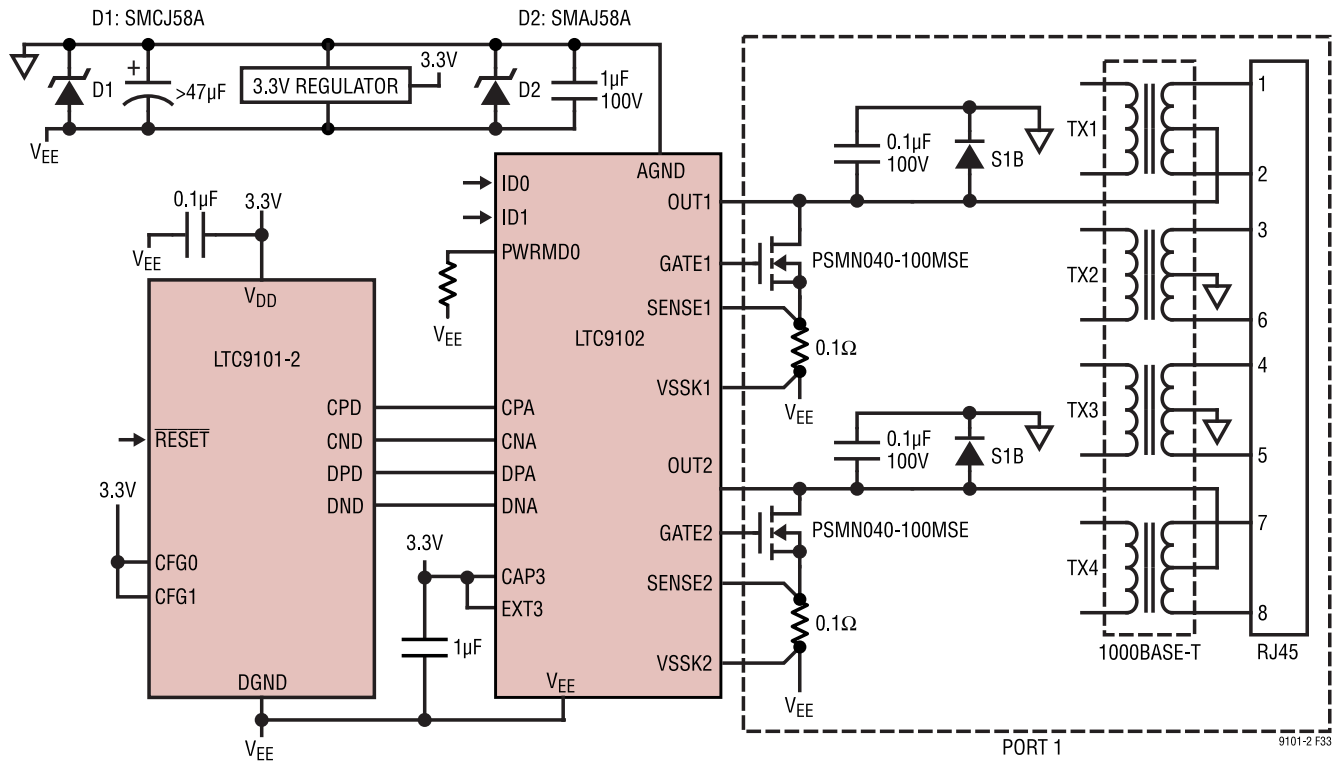 D1: SMCJ58A
D2: SMAJ58A
D1
+
>47µF
3.3V REGULATOR
3.3V
D2
1µF
100V
VEE
0.1µF
3.3V
VEE
VDD
LTC9101-2
CPD
CND
DPD
DND
RESET
3.3V
CFG0
CFG1
DGND
VEE
ID0
ID1
PWRMD0
VEE
AGND
OUT1
GATE1
SENSE1
LTC9102
VSSK1
CPA
CNA
DPA
DNA
OUT2
GATE2
3.3V
CAP3
EXT3
1µF
SENSE2
VSSK2
VEE
0.1µF
100V
S1B
PSMN040-100MSE
0.1Ω
VEE
0.1µF
100V
S1B
PSMN040-100MSE
0.1Ω
VEE
TX1
TX2
TX3
TX4
1
2
3
6
4
5
7
8
1000BASE-T
RJ45
PORT 1
9101-2 F33